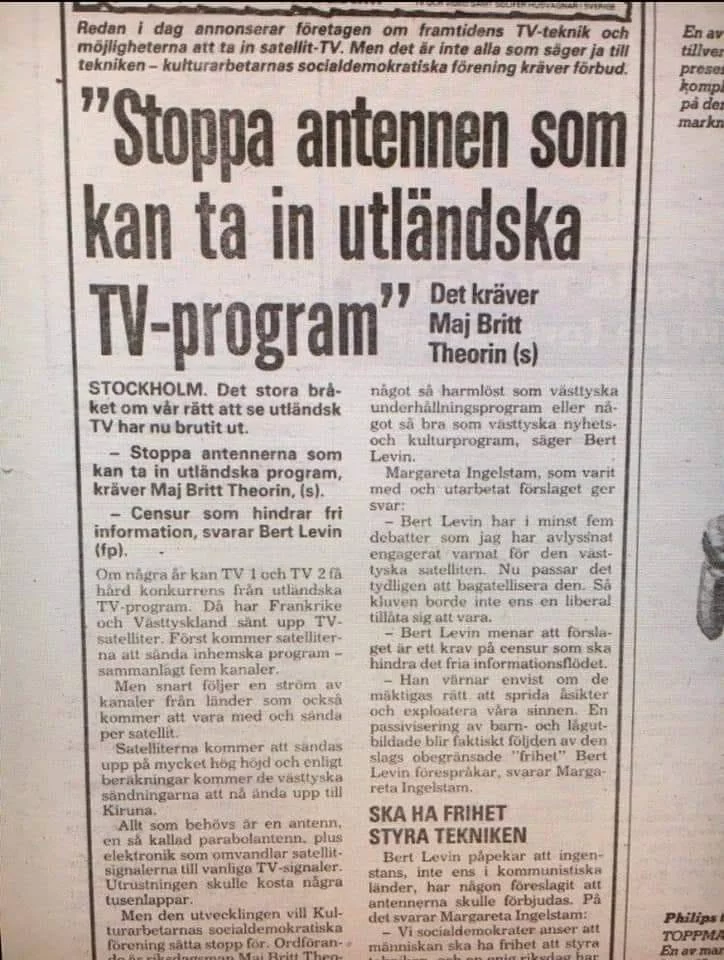 TV OCH VIDEO SAMT SOLIFER HUSVAGNAR I SVERIGE
Redan i dag annonserar företagen om framtidens TV-teknik och
möjligheterna att ta in satellit-TV. Men det är inte alla som säger ja till
tekniken – kulturarbetarnas socialdemokratiska förening kräver förbud.
”Stoppa antennen som
kan ta in utländska
TV-program”
Det kräver
Maj Britt
Theorin (s)
STOCKHOLM. Det stora brå-
ket om vår rätt att se utländsk
TV har nu brutit ut.
– Stoppa antennerna som
kan ta in utländska program,
kräver Maj Britt Theorin, (s).
– Censur som hindrar fri
information, svarar Bert Levin
(fp).
Om några år kan TV 1 och TV 2 få
hård konkurrens från utländska
TV-program. Då har Frankrike
och Västtyskland sänt upp TV-
satelliter. Först kommer satelliter-
na att sända inhemska program –
sammanlagt fem kanaler.
Men snart följer en ström av
kanaler från länder som också
kommer att vara med och sända
per satellit.
Satelliterna kommer att sändas
upp på mycket hög höjd och enligt
beräkningar kommer de västtyska
sändningarna att nå ända upp till
Kiruna.
Allt som behövs är en antenn,
en så kallad parabolantenn, plus
elektronik som omvandlar satellit-
signalerna till vanliga TV-signaler.
Utrustningen skulle kosta några
tusenlappar.
Men den utvecklingen vill Kul-
turarbetarnas socialdemokratiska
förening sätta stopp för. Ordföran-
de är riksdagsman Maj Britt Theo-
något så harmlöst som västtyska
underhållningsprogram eller nå-
got så bra som västtyska nyhets-
och kulturprogram, säger Bert
Levin.
Margareta Ingelstam, som varit
med och utarbetat förslaget ger
svar:
– Bert Levin har i minst fem
debatter som jag har avlyssnat
engagerat varnat för den väst-
tyska satelliten. Nu passar det
tydligen att bagatellisera den. Så
kluven borde inte ens en liberal
tillåta sig att vara.
– Bert Levin menar att försla-
get är ett krav på censur som ska
hindra det fria informationsflödet.
– Han värnar envist om de
mäktigas rätt att sprida åsikter
och exploatera våra sinnen. En
passivisering av barn- och lågut-
bildade blir faktiskt följden av den
slags obegränsade ”frihet” Bert
Levin förespråkar, svarar Marga-
reta Ingelstam.
SKA HA FRIHET
STYRA TEKNIKEN
Bert Levin påpekar att ingen-
stans, inte ens i kommunistiska
länder, har någon föreslagit att
antennerna skulle förbjudas. På
det svarar Margareta Ingelstam:
– Vi socialdemokrater anser att
människan ska ha frihet att styra
tekniken, och en enig riksdag har
En av
tillver
preser
kompl
på der
markn
Philips t
TOPPMA
En av mar